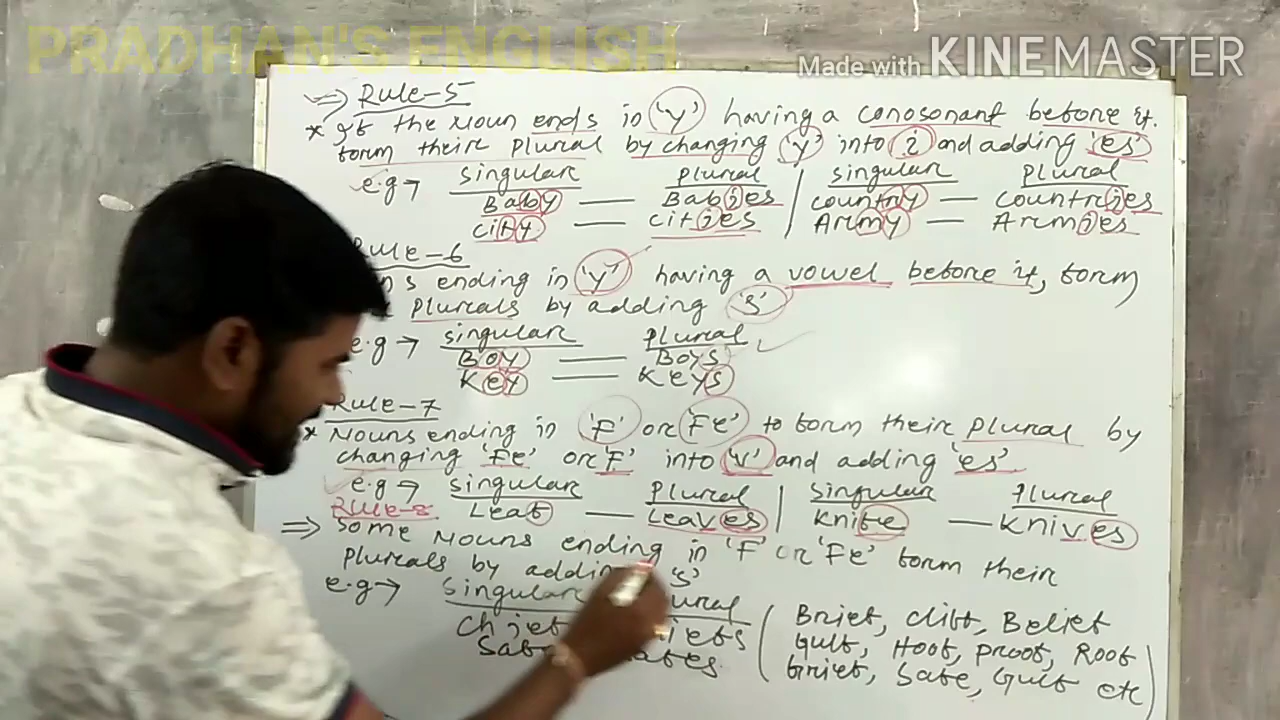 PRADHAN'S ENGLISH
Made with KINEMASTER
=> Rule-5
* If the Noun ends in 'y' having a conosonant before it.
form their plural by changing 'y' into i and adding 'es'
e.g → singular plural | singular plural
Baby — Babies | country — countries
city — cities | Army — Armies
Rule-6
ns ending in 'y' having a vowel before it, form
plurals by adding 's'
e.g → singular plural
Boy — Boys
Key — Keys
Rule-7
* Nouns ending in 'F' or 'Fe' to form their plural by
changing 'Fe' or 'F' into 'v' and adding 'es'
e.g → singular plural | singular plural
Rule-8 Leaf — Leaves | knife — knives
=> some Nouns ending in 'F' or 'Fe' form their
plurals by adding 's'
e.g → singular plural
Chief Chiefs ( Brief, cliff, Belief
Safe Safes Gulf, Hoof, proof, Roof
Grief, Safe, Gulf etc )